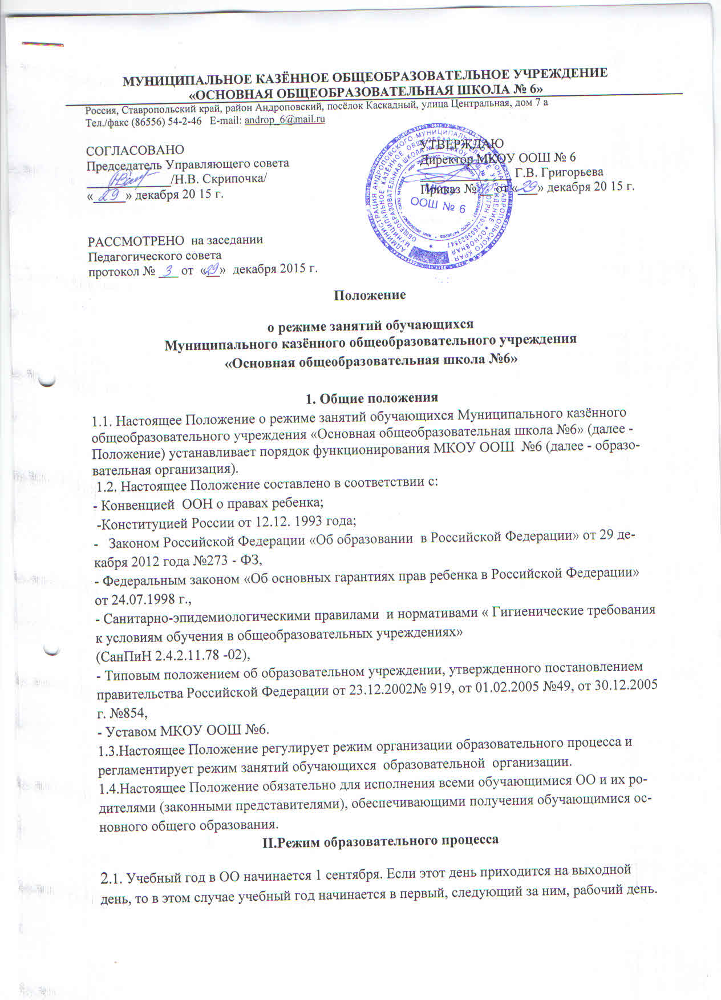 МУНИЦИПАЛЬНОЕ КАЗЁННОЕ ОБЩЕОБРАЗОВАТЕЛЬНОЕ УЧРЕЖДЕНИЕ
«ОСНОВНАЯ ОБЩЕОБРАЗОВАТЕЛЬНАЯ ШКОЛА № 6»
Россия, Ставропольский край, район Андроповский, посёлок Каскадный, улица Центральная, дом 7 а
Тел./факс (86556) 54-2-46 E-mail: androp_6@mail.ru
СОГЛАСОВАНО
Председатель Управляющего совета
/Н.В. Скрипочка/
«29» декабря 20 15 г.
УТВЕРЖДАЮ
Директор МКОУ ООШ № 6
Г.В. Григорьева
Приказ № от «29» декабря 20 15 г.
МКОУ
ООШ № 6
РАССМОТРЕНО на заседании
Педагогического совета
протокол № 3 от «29» декабря 2015 г.
Положение
о режиме занятий обучающихся
Муниципального казённого общеобразовательного учреждения
«Основная общеобразовательная школа №6»
1. Общие положения
1.1. Настоящее Положение о режиме занятий обучающихся Муниципального казённого
общеобразовательного учреждения «Основная общеобразовательная школа №6» (далее -
Положение) устанавливает порядок функционирования МКОУ ООШ №6 (далее - образо-
вательная организация).
1.2. Настоящее Положение составлено в соответствии с:
- Конвенцией ООН о правах ребенка;
-Конституцией России от 12.12. 1993 года;
- Законом Российской Федерации «Об образовании в Российской Федерации» от 29 де-
кабря 2012 года №273 - ФЗ,
- Федеральным законом «Об основных гарантиях прав ребенка в Российской Федерации»
от 24.07.1998 г.,
- Санитарно-эпидемиологическими правилами и нормативами « Гигиенические требования
к условиям обучения в общеобразовательных учреждениях»
(СанПиН 2.4.2.11.78 -02),
- Типовым положением об образовательном учреждении, утвержденного постановлением
правительства Российской Федерации от 23.12.2002№ 919, от 01.02.2005 №49, от 30.12.2005
г. №854,
- Уставом МКОУ ООШ №6.
1.3.Настоящее Положение регулирует режим организации образовательного процесса и
регламентирует режим занятий обучающихся образовательной организации.
1.4.Настоящее Положение обязательно для исполнения всеми обучающимися ОО и их ро-
дителями (законными представителями), обеспечивающими получения обучающимися ос-
новного общего образования.
II.Режим образовательного процесса
2.1. Учебный год в ОО начинается 1 сентября. Если этот день приходится на выходной
день, то в этом случае учебный год начинается в первый, следующий за ним, рабочий день.